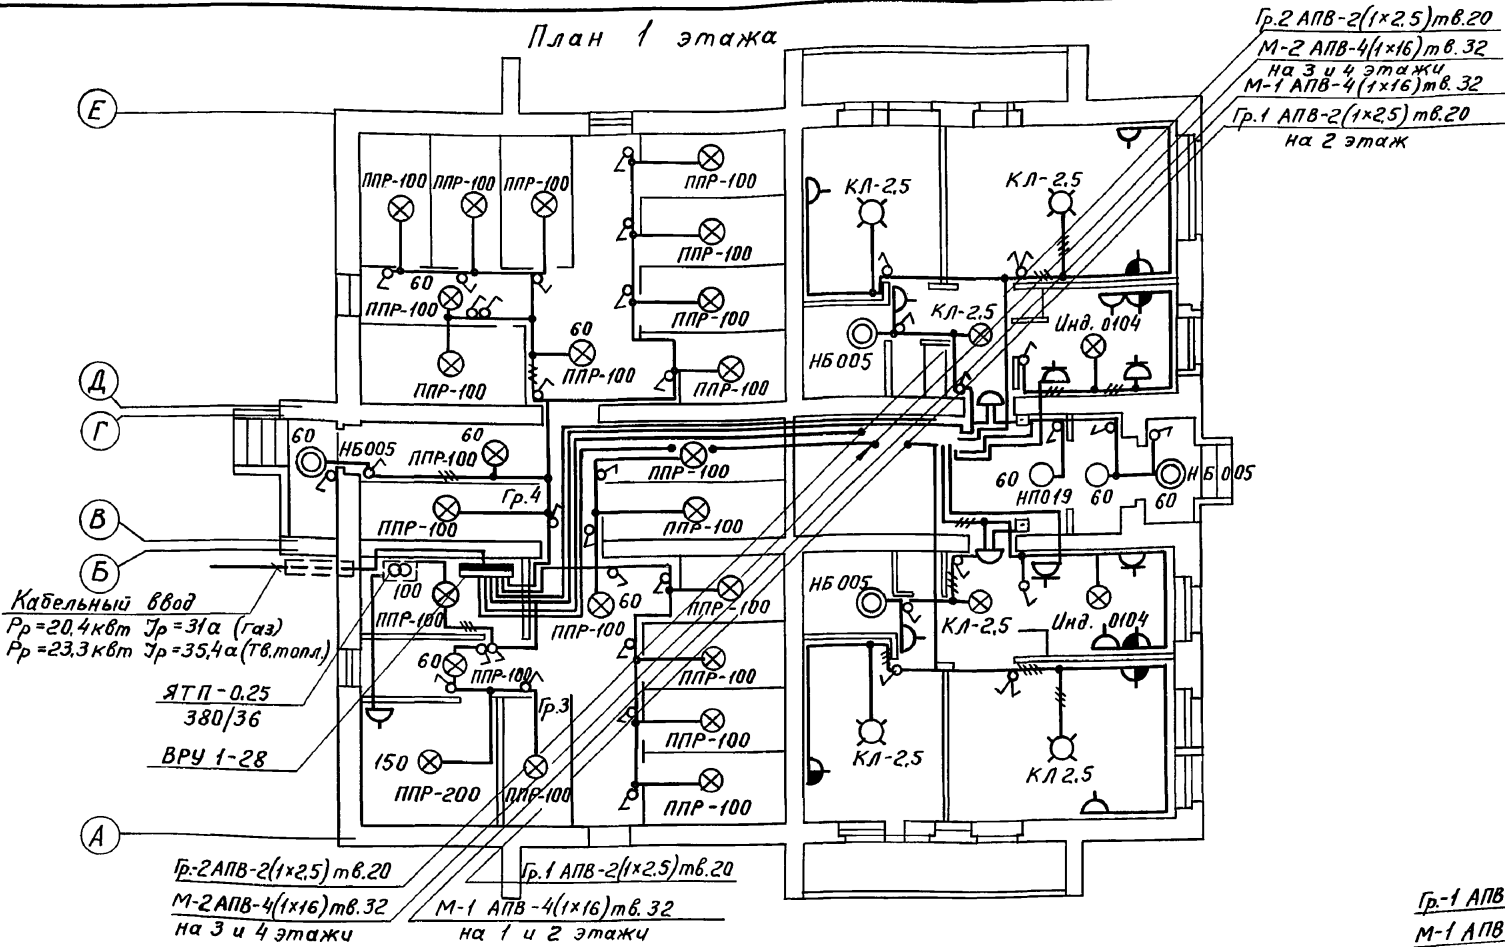 План 1 этажа
Гр.2 АПВ-2(1×2,5)тв.20
М-2 АПВ-4(1×16)тв.32
на 3 и 4 этажи
М-1 АПВ-4(1×16)тв.32
Гр.1 АПВ-2(1×2,5)тв.20
на 2 этаж
Е
ППР-100
ППР-100
ППР-100
ППР-100
КЛ-2,5
КЛ-2,5
ППР-100
60
ППР-100
ППР-100
КЛ-2,5
Инд. 0104
60
НБ005
ППР-100
ППР-100
ППР-100
Д
Г
60
НБ005
60
ППР-100
ППР-100
60
НП019
60
60
НБ005
Гр.4
В
ППР-100
ППР-100
Б
Кабельный ввод
Рр=20,4квт Jр=31а (газ)
Рр=23,3квт Jр=35,4а(Тв.топл.)
100
ППР-100
60
ППР-100
ППР-100
НБ005
КЛ-2,5
Инд. 0104
60
ППР-100
ППР-100
ЯТП-0.25
380/36
Гр.3
ВРУ 1-28
150
ППР-200
ППР-100
ППР-100
ППР-100
КЛ-2,5
КЛ 2,5
А
Гр.-2АПВ-2(1×2,5)тв.20
Гр.1 АПВ-2(1×2,5)тв.20
М-2АПВ-4(1×16)тв.32
на 3 и 4 этажи
М-1 АПВ-4(1×16)тв.32
на 1 и 2 этажи
Гр.-1 АПВ
М-1 АПВ